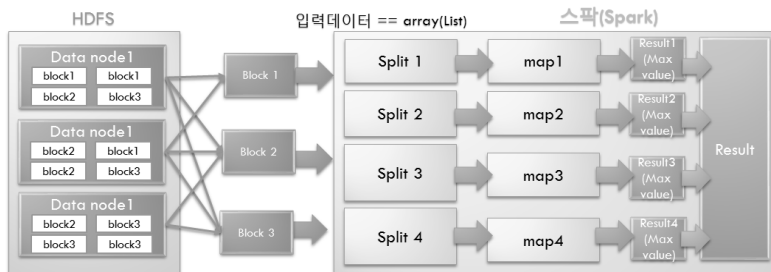 HDFS
입력데이터 == array(List)
스팍(Spark)
Data node1
block1 block1
block2 block3
Data node1
block2 block1
block2 block3
Data node1
block2 block3
block3 block3
Block 1
Block 2
Block 3
Split 1
Split 2
Split 3
Split 4
map1
map2
map3
map4
Result1
(Max
value)
Result2
(Max
value)
Result3
(Max
value)
Result4
(Max
value)
Result